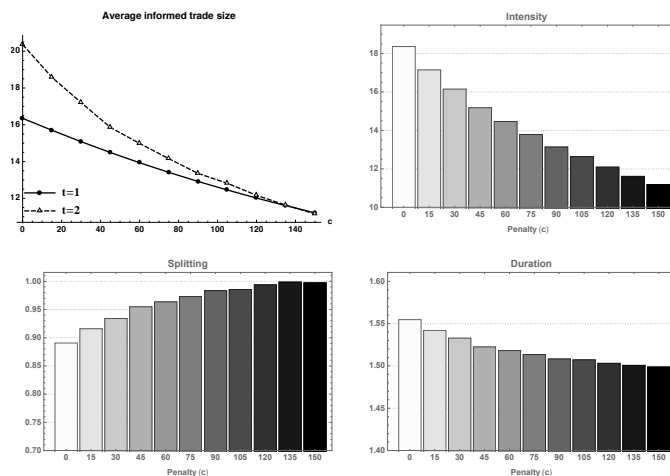 Average informed trade size
20
18
16
14
12
t=1
t=2
0 20 40 60 80 100 120 140
c
Intensity
18
16
14
12
10
0 15 30 45 60 75 90 105 120 135 150
Penalty (c)
Splitting
1.00
0.95
0.90
0.85
0.80
0.75
0.70
0 15 30 45 60 75 90 105 120 135 150
Penalty (c)
Duration
1.60
1.55
1.50
1.45
1.40
0 15 30 45 60 75 90 105 120 135 150
Penalty (c)